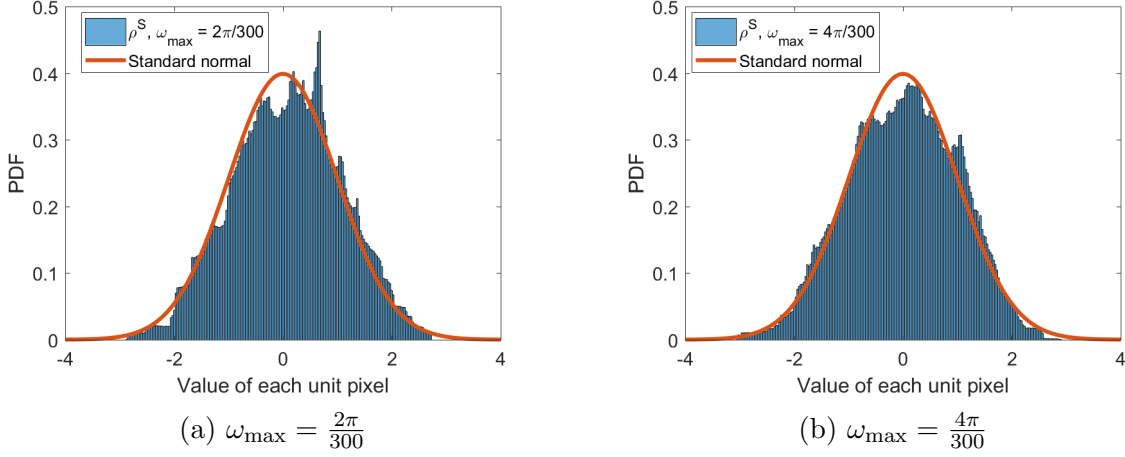 ρ^S, ω_max = 2π/300
Standard normal
0.5
0.4
0.3
0.2
0.1
0
PDF
-4 -2 0 2 4
Value of each unit pixel
(a) ω_max = 2π/300
ρ^S, ω_max = 4π/300
Standard normal
0.5
0.4
0.3
0.2
0.1
0
PDF
-4 -2 0 2 4
Value of each unit pixel
(b) ω_max = 4π/300